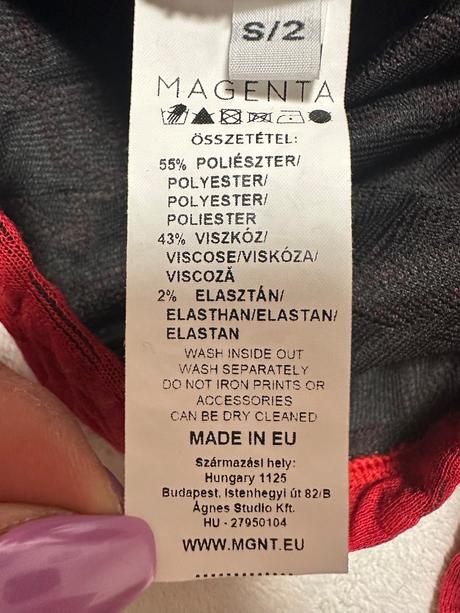 S/2
MAGENTA
ÖSSZETÉTEL:
55% POLIÉSZTER/
POLYESTER/
POLYESTER/
POLIESTER
43% VISZKÓZ/
VISCOSE/VISKÓZA/
VISCOZĂ
2% ELASZTÁN/
ELASTHAN/ELASTAN/
ELASTAN
WASH INSIDE OUT
WASH SEPARATELY
DO NOT IRON PRINTS OR
ACCESSORIES
CAN BE DRY CLEANED
MADE IN EU
Származási hely:
Hungary 1125
Budapest, Istenhegyi út 82/B
Ágnes Studio Kft.
HU - 27950104
WWW.MGNT.EU